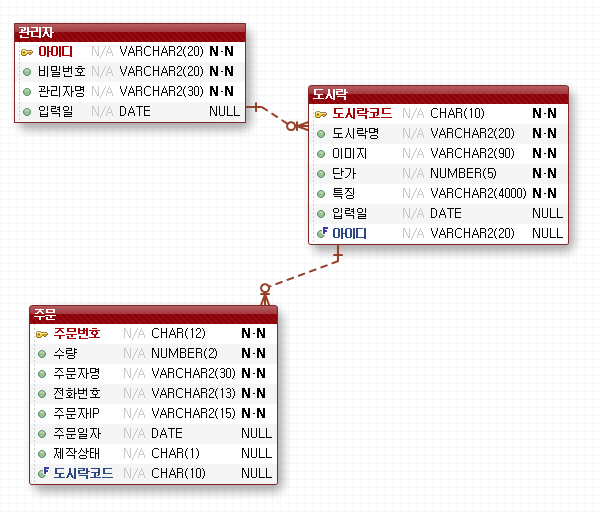 관리자
아이디 N/A VARCHAR2(20) N·N
비밀번호 N/A VARCHAR2(20) N·N
관리자명 N/A VARCHAR2(30) N·N
입력일 N/A DATE NULL
도시락
도시락코드 N/A CHAR(10) N·N
도시락명 N/A VARCHAR2(20) N·N
이미지 N/A VARCHAR2(90) N·N
단가 N/A NUMBER(5) N·N
특징 N/A VARCHAR2(4000) N·N
입력일 N/A DATE NULL
F 아이디 N/A VARCHAR2(20) NULL
주문
주문번호 N/A CHAR(12) N·N
수량 N/A NUMBER(2) N·N
주문자명 N/A VARCHAR2(30) N·N
전화번호 N/A VARCHAR2(13) N·N
주문자IP N/A VARCHAR2(15) N·N
주문일자 N/A DATE NULL
제작상태 N/A CHAR(1) NULL
F 도시락코드 N/A CHAR(10) NULL